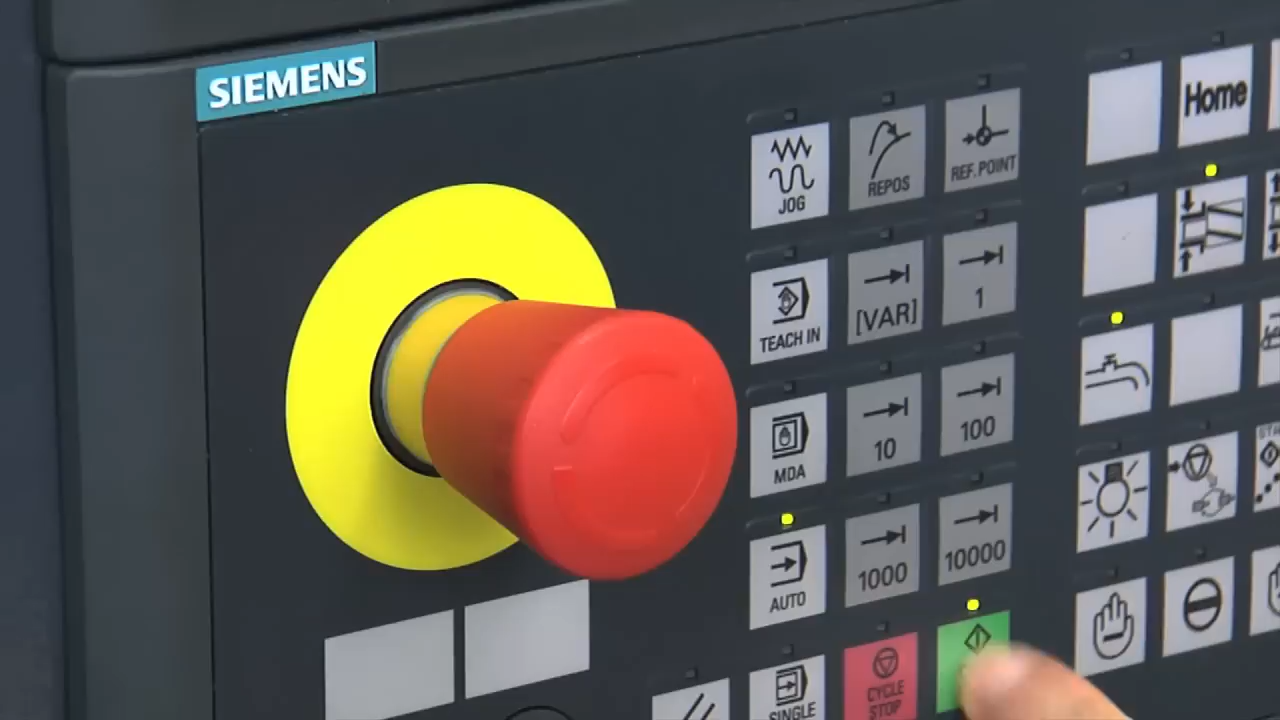 SIEMENS
JOG
REPOS
REF. POINT
Home
TEACH IN
[VAR]
1
MDA
10
100
AUTO
1000
10000
SINGLE
CYCLE
STOP